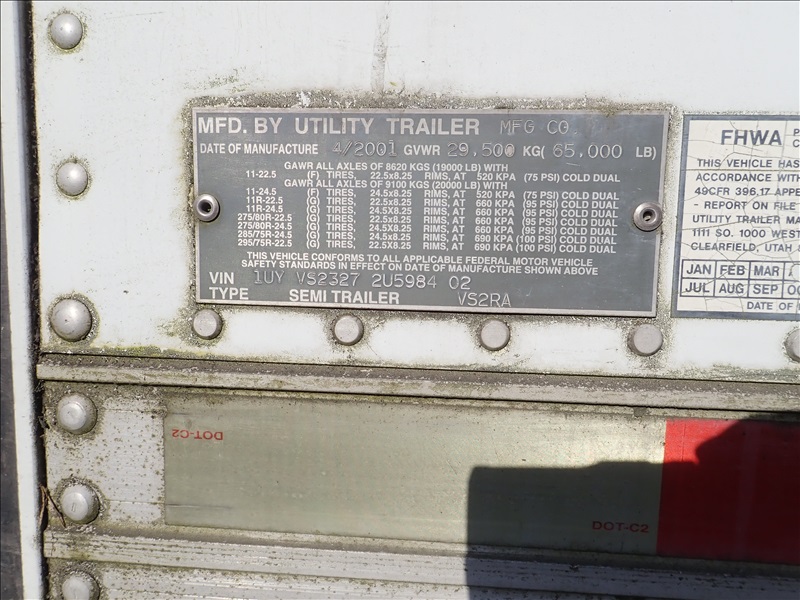 MFD. BY UTILITY TRAILER MFG CO.
DATE OF MANUFACTURE 4/2001 GVWR 29,500 KG( 65,000 LB)
GAWR ALL AXLES OF 8620 KGS (19000 LB) WITH
11-22.5 (F) TIRES, 22.5x8.25 RIMS, AT 520 KPA (75 PSI) COLD DUAL
GAWR ALL AXLES OF 9100 KGS (20000 LB) WITH
11-24.5 (F) TIRES, 24.5X8.25 RIMS, AT 520 KPA (75 PSI) COLD DUAL
11R-22.5 (G) TIRES, 22.5x8.25 RIMS, AT 660 KPA (95 PSI) COLD DUAL
11R-24.5 (G) TIRES, 24.5X8.25 RIMS, AT 660 KPA (95 PSI) COLD DUAL
275/80R-22.5 (G) TIRES, 22.5x8.25 RIMS, AT 660 KPA (95 PSI) COLD DUAL
275/80R-24.5 (G) TIRES, 24.5X8.25 RIMS, AT 660 KPA (95 PSI) COLD DUAL
285/75R-24.5 (G) TIRES, 24.5x8.25 RIMS, AT 690 KPA (100 PSI) COLD DUAL
295/75R-22.5 (G) TIRES, 22.5X8.25 RIMS, AT 690 KPA (100 PSI) COLD DUAL
THIS VEHICLE CONFORMS TO ALL APPLICABLE FEDERAL MOTOR VEHICLE
SAFETY STANDARDS IN EFFECT ON DATE OF MANUFACTURE SHOWN ABOVE
VIN 1UY VS2327 2U5984 02
TYPE SEMI TRAILER VS2RA
FHWA
THIS VEHICLE HAS
ACCORDANCE WITH
49CFR 396.17 APPE
- REPORT ON FILE
UTILITY TRAILER MA
1111 SO. 1000 WEST
CLEARFIELD, UTAH
JAN FEB MAR
JUL AUG SEP OC
DATE OF
DOT-C2
DOT-C2